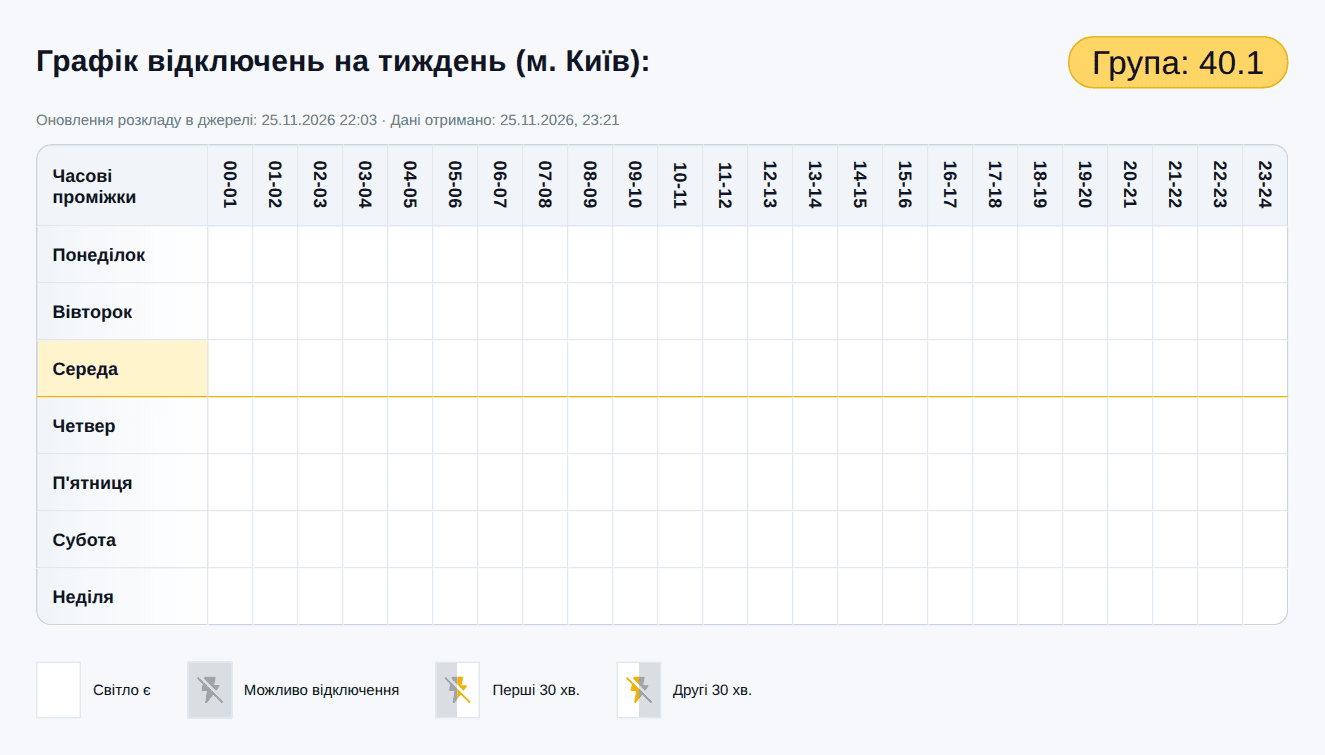 Графік відключень на тиждень (м. Київ):
Група: 40.1
Оновлення розкладу в джерелі: 25.11.2026 22:03 · Дані отримано: 25.11.2026, 23:21
Часові
проміжки
00-01
01-02
02-03
03-04
04-05
05-06
06-07
07-08
08-09
09-10
10-11
11-12
12-13
13-14
14-15
15-16
16-17
17-18
18-19
19-20
20-21
21-22
22-23
23-24
Понеділок
Вівторок
Середа
Четвер
П'ятниця
Субота
Неділя
Світло є
Можливо відключення
Перші 30 хв.
Другі 30 хв.